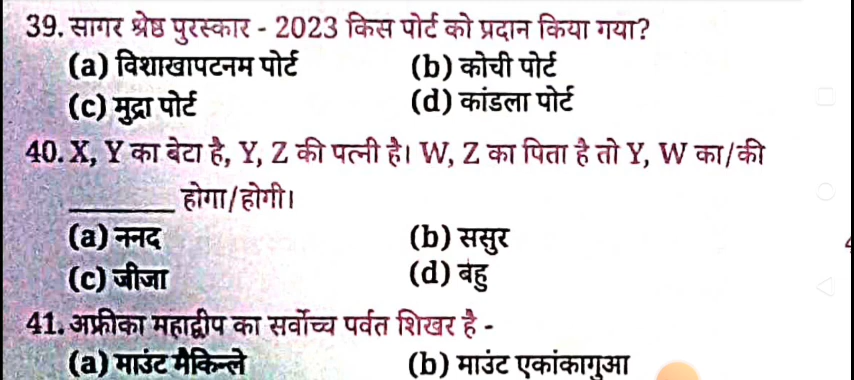 39. सागर श्रेष्ठ पुरस्कार - 2023 किस पोर्ट को प्रदान किया गया?
(a) विशाखापटनम पोर्ट (b) कोची पोर्ट
(c) मुद्रा पोर्ट (d) कांडला पोर्ट
40. X, Y का बेटा है, Y, Z की पत्नी है। W, Z का पिता है तो Y, W का/की
________ होगा/होगी।
(a) ननद (b) ससुर
(c) जीजा (d) बहु
41. अफ्रीका महाद्वीप का सर्वोच्च पर्वत शिखर है -
(a) माउंट मैकिन्ले (b) माउंट एकांकागुआ